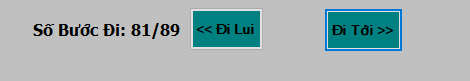 Số Bước Đi: 81/89 << Đi Lui Đi Tới >>